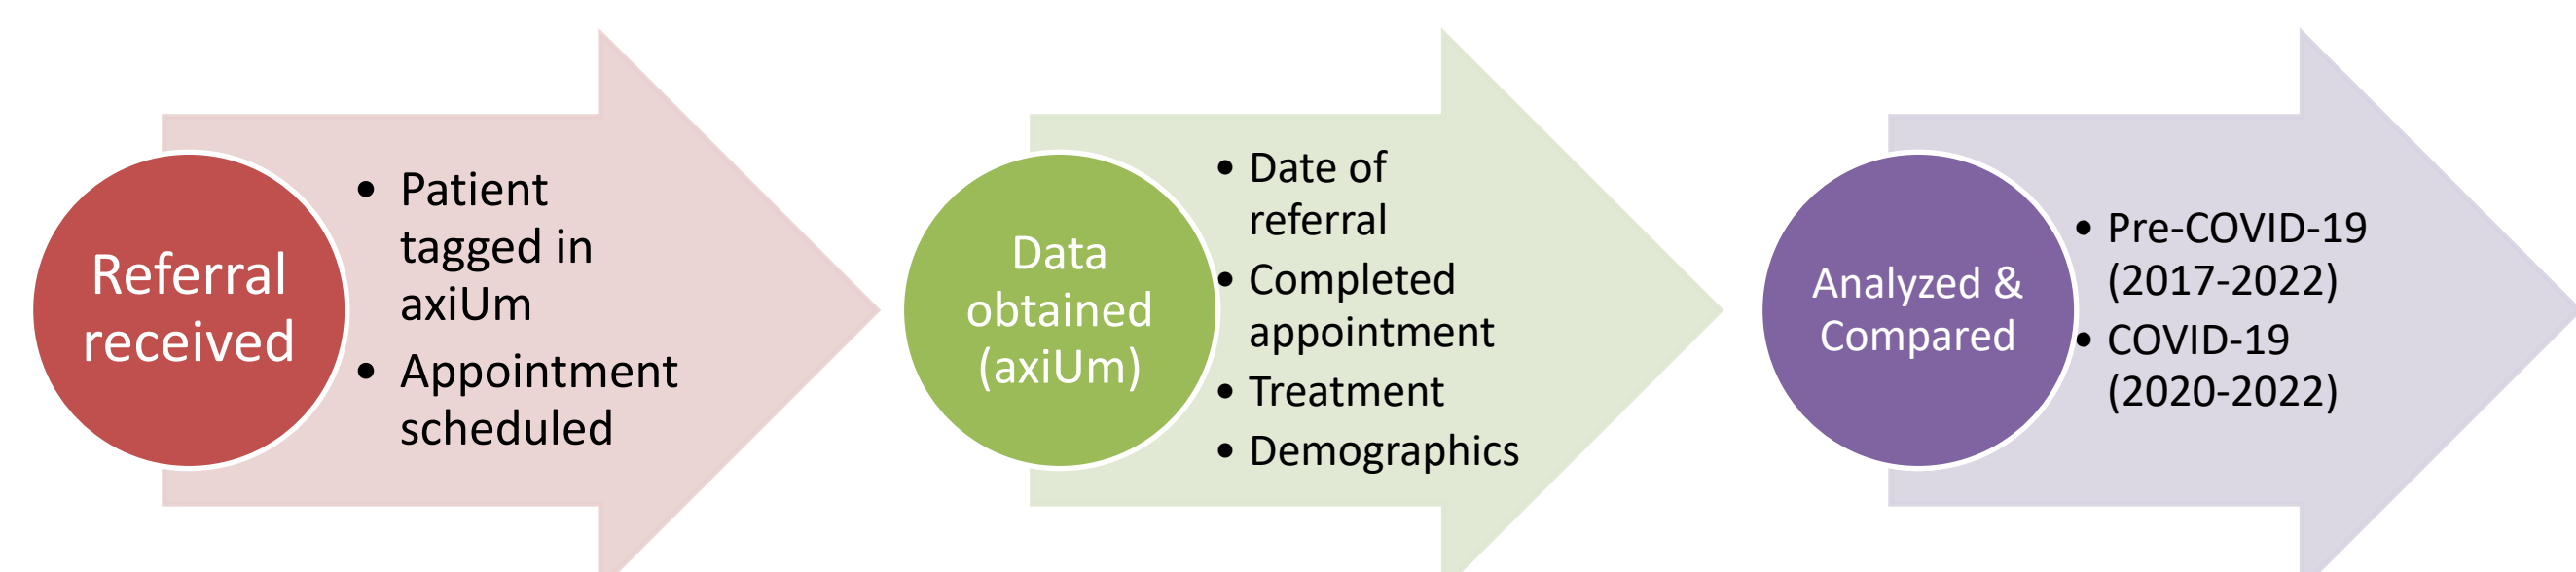 Referral
received
• Patient
tagged in
axiUm
• Appointment
scheduled
Data
obtained
(axiUm)
• Date of
referral
• Completed
appointment
• Treatment
• Demographics
Analyzed &
Compared
• Pre-COVID-19
(2017-2022)
• COVID-19
(2020-2022)